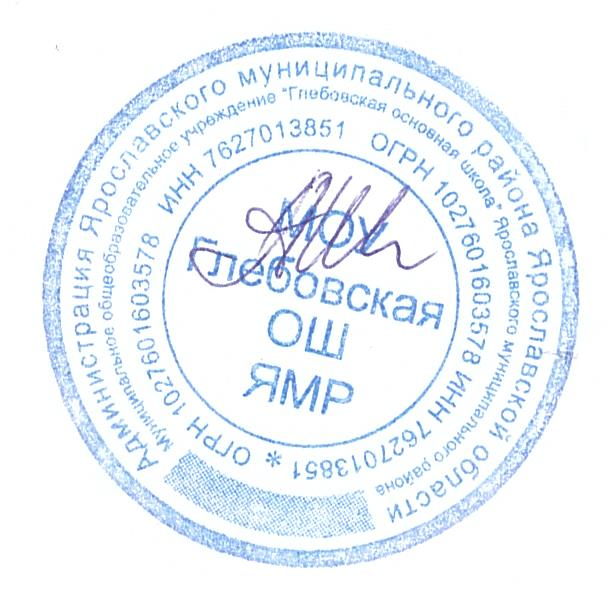 Администрация Ярославского муниципального района Ярославской области
муниципальное общеобразовательное учреждение "Глебовская основная школа" Ярославского муниципального района
ОГРН 1027601603578 ИНН 7627013851 ОГРН 1027601603578 ИНН 7627013851 *
МОУ
Глебовская
ОШ
ЯМР